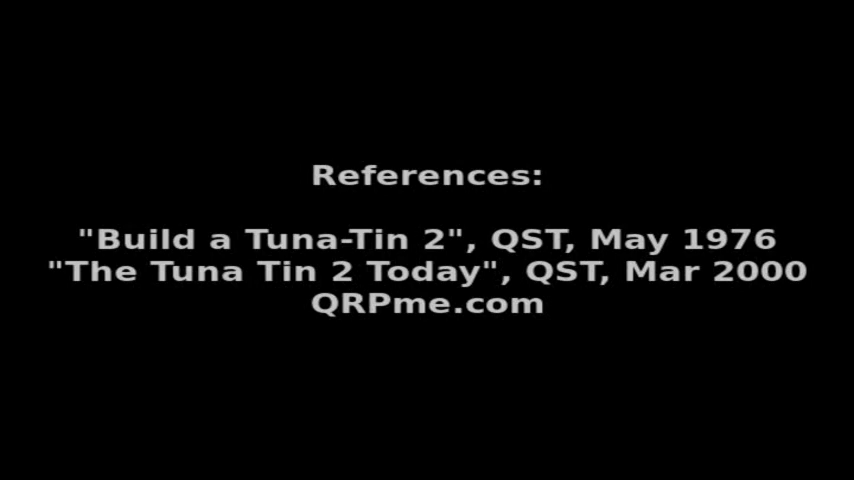 References:
"Build a Tuna-Tin 2", QST, May 1976
"The Tuna Tin 2 Today", QST, Mar 2000
QRPme.com